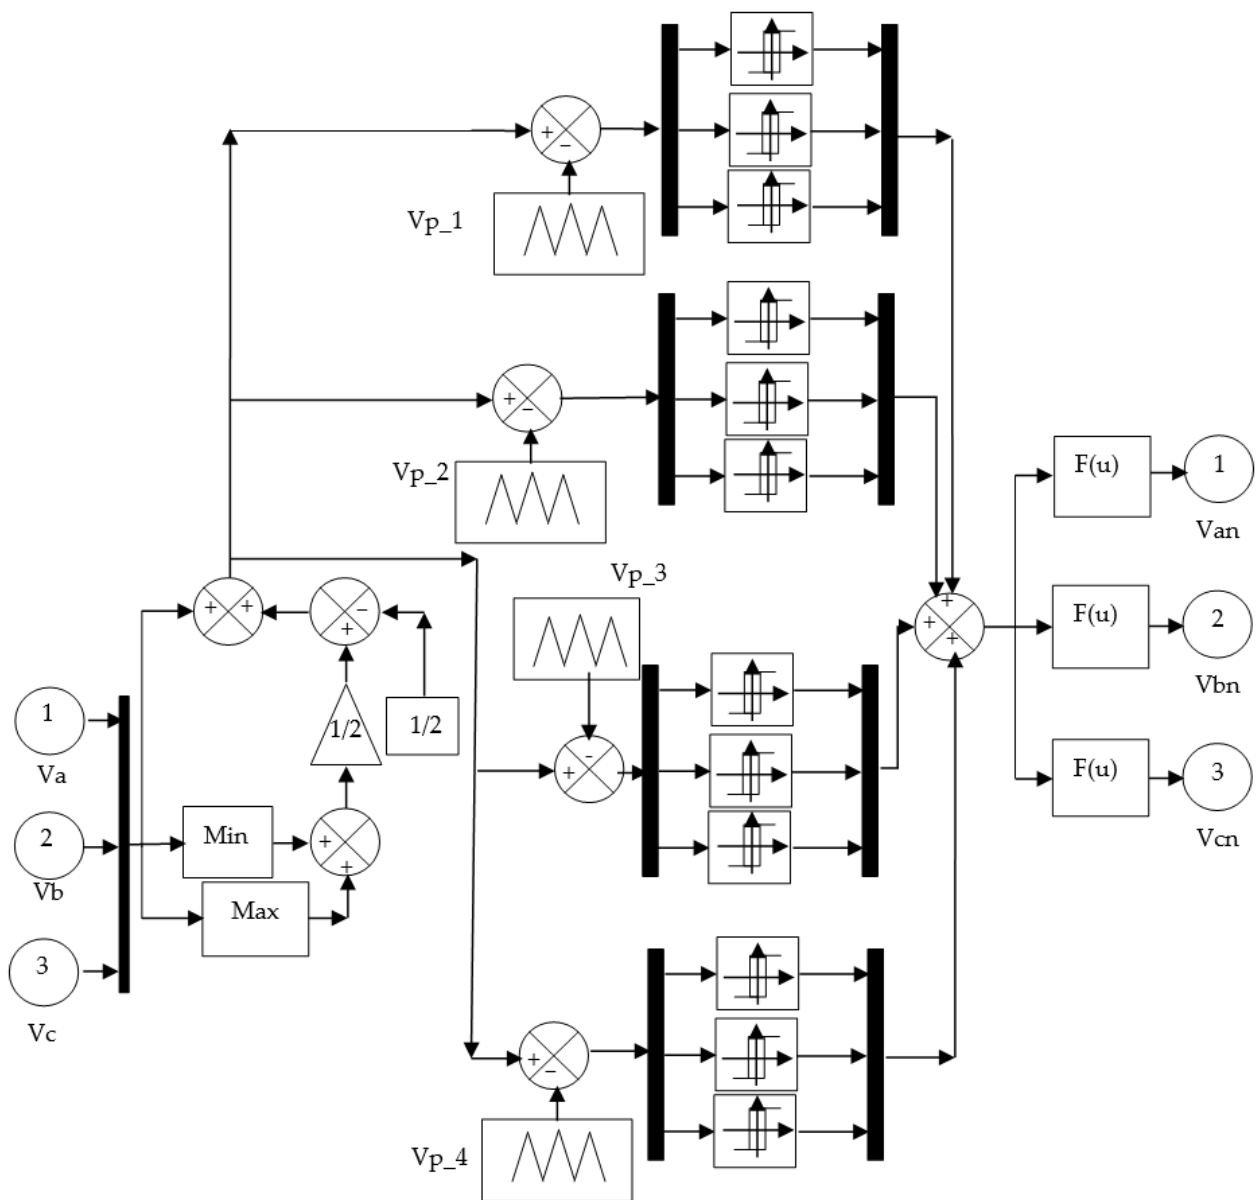 +
−
Vp_1
+
−
Vp_2
Vp_3
F(u)
1
Van
+
+
+
−
+
1/2
1/2
−
+
+
+
+
F(u)
2
Vbn
1
Va
F(u)
3
Vcn
2
Vb
Min
+
+
Max
3
Vc
+
−
Vp_4